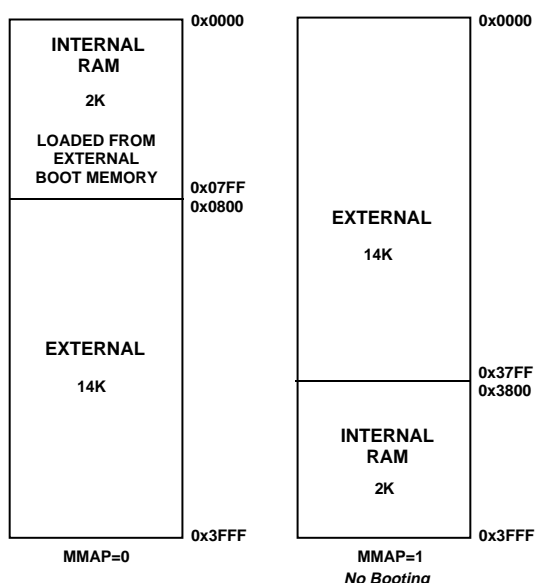 0x0000
INTERNAL
RAM
2K
LOADED FROM
EXTERNAL
BOOT MEMORY
0x07FF
0x0800
EXTERNAL
14K
0x3FFF
MMAP=0
0x0000
EXTERNAL
14K
0x37FF
0x3800
INTERNAL
RAM
2K
0x3FFF
MMAP=1
No Booting